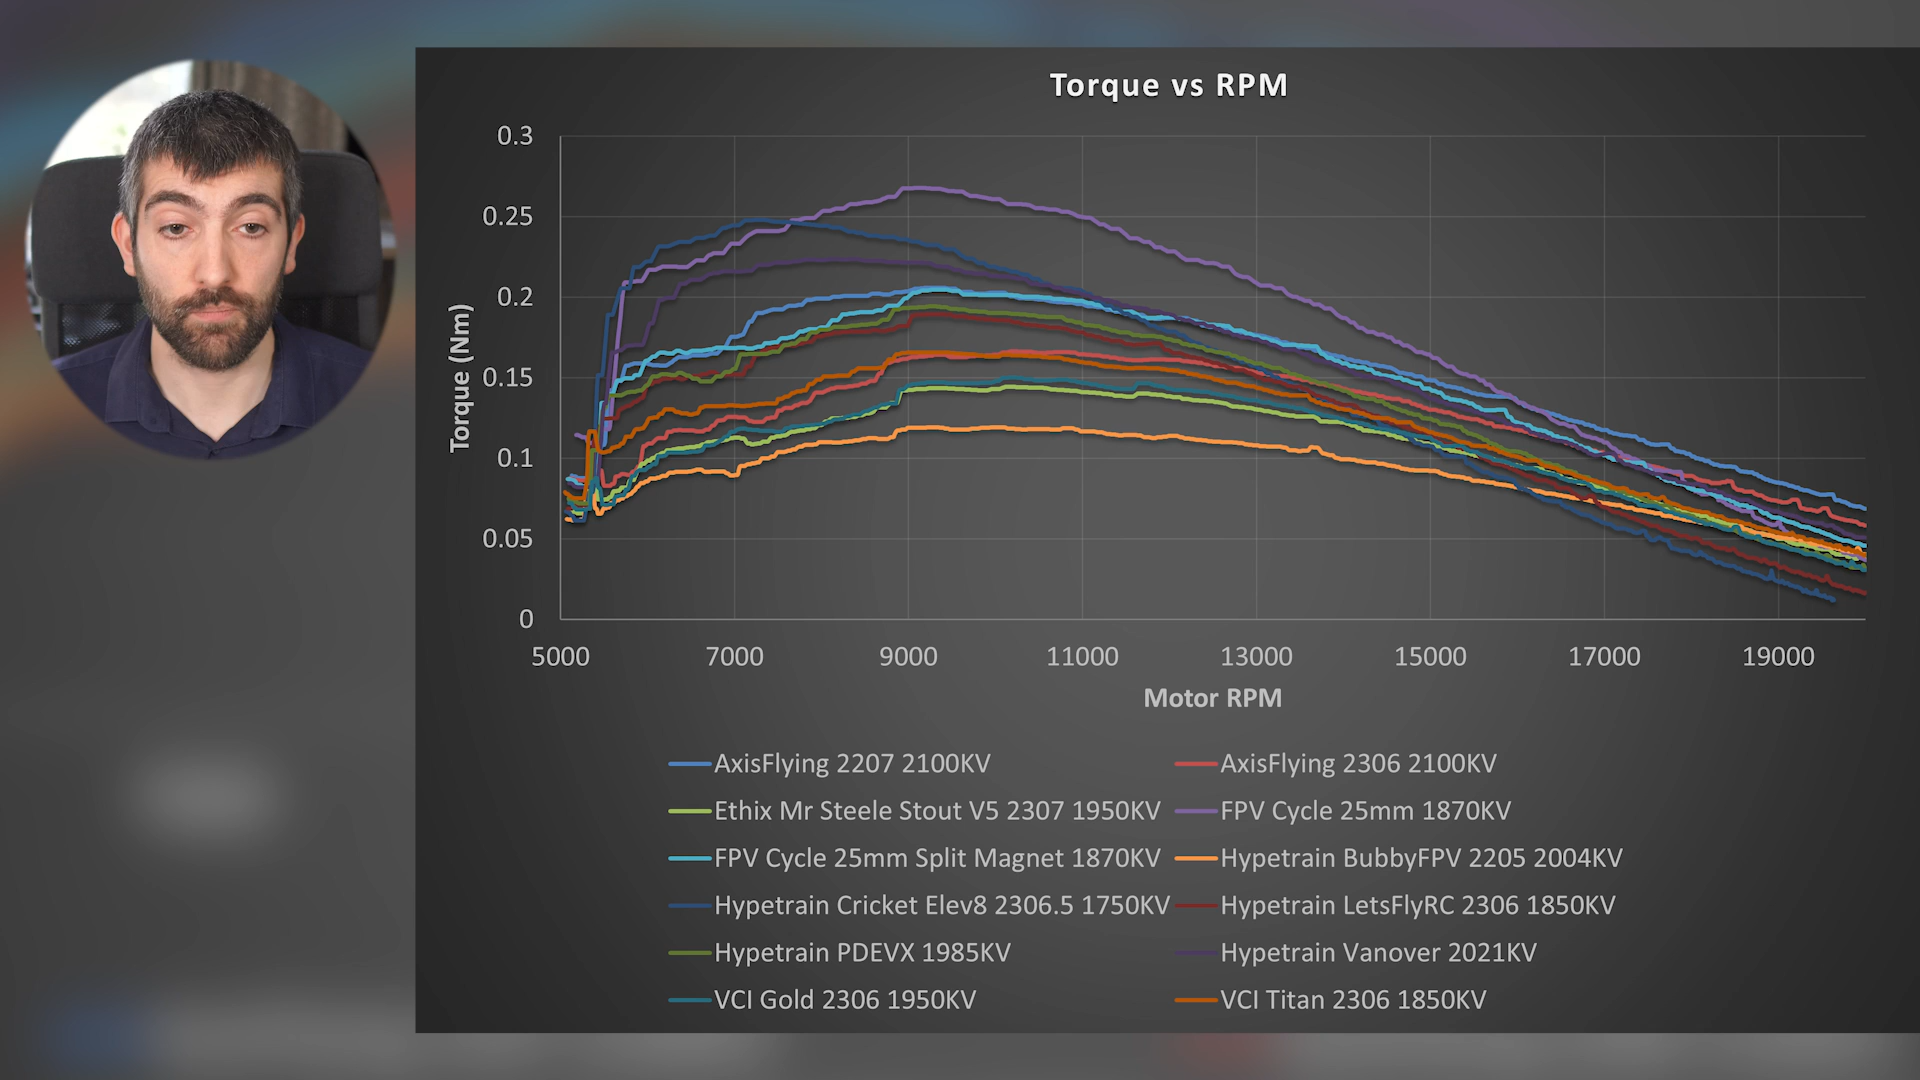 Torque vs RPM
0.3
0.25
0.2
0.15
0.1
0.05
0
Torque (Nm)
5000 7000 9000 11000 13000 15000 17000 19000
Motor RPM
AxisFlying 2207 2100KV
AxisFlying 2306 2100KV
Ethix Mr Steele Stout V5 2307 1950KV
FPV Cycle 25mm 1870KV
FPV Cycle 25mm Split Magnet 1870KV
Hypetrain BubbyFPV 2205 2004KV
Hypetrain Cricket Elev8 2306.5 1750KV
Hypetrain LetsFlyRC 2306 1850KV
Hypetrain PDEVX 1985KV
Hypetrain Vanover 2021KV
VCI Gold 2306 1950KV
VCI Titan 2306 1850KV